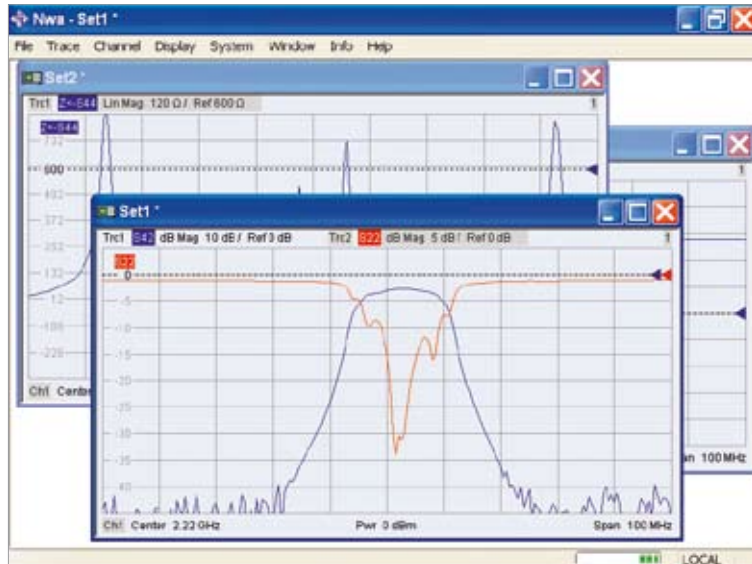 Nwa - Set1 *
File Trace Channel Display System Window Info Help
Set2 *
Trc1 Z<-S44 Lin Mag 120 Ω/ Ref 600 Ω 1
Z<-S44
732
600
492
372
252
132
12
-108
-228
Ch1 Center
1
Span 100 MHz
Set1 *
Trc1 S42 dB Mag 10 dB/ Ref 3 dB Trc2 S22 dB Mag 5 dB/ Ref 0 dB 1
S22
0
-5
-10
-15
-20
-25
-30
-35
-40
Ch1 Center 2.22 GHz Pwr 0 dBm Span 100 MHz
LOCAL